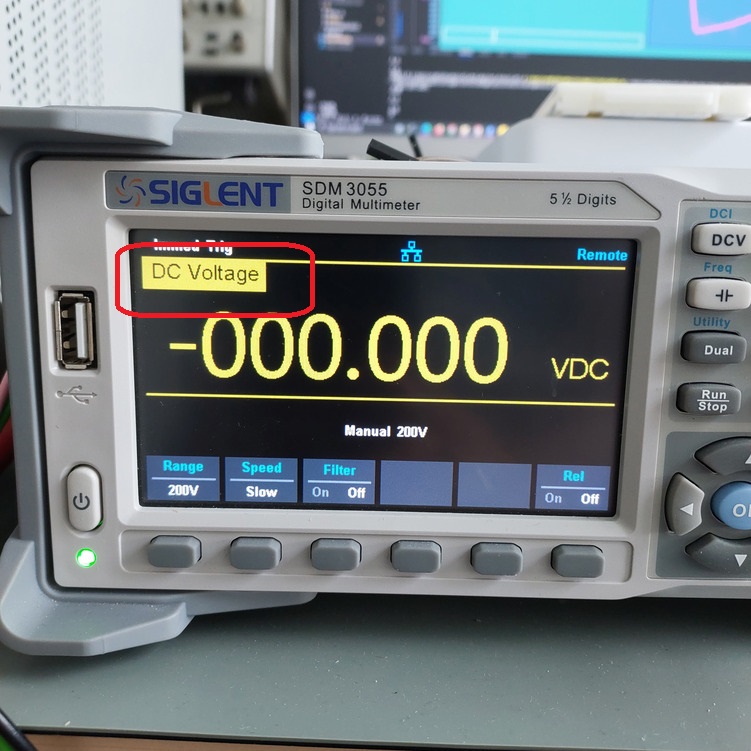 SIGLENT
SDM3055
Digital Multimeter
5 ½ Digits
Immed Trig
Remote
DC Voltage
-000.000
VDC
Manual 200V
Range
200V
Speed
Slow
Filter
On Off
Rel
On Off
DCI
DCV
Freq
Utility
Dual
Run
Stop